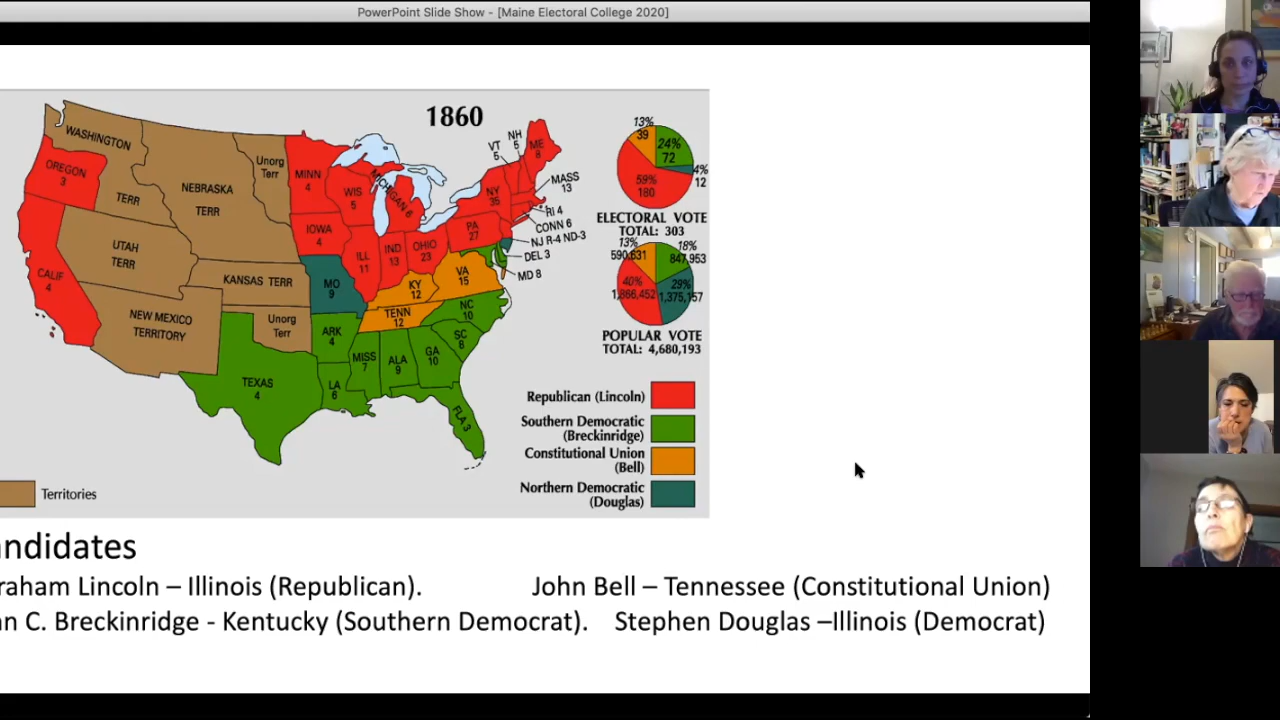 PowerPoint Slide Show - [Maine Electoral College 2020]
1860
WASHINGTON
TERR
OREGON
3
NEBRASKA
TERR
Unorg
Terr
UTAH
TERR
CALIF
4
NEW MEXICO
TERRITORY
KANSAS TERR
Unorg
Terr
TEXAS
4
MINN
4
WIS
5
MICHIGAN 6
IOWA
4
ILL
11
IND
13
OHIO
23
MO
9
ARK
4
LA
6
MISS
7
ALA
9
GA
10
FLA 3
SC
8
NC
10
TENN
12
KY
12
VA
15
PA
27
NY
35
VT
5
NH
5
ME
8
MASS
13
RI 4
CONN 6
NJ R-4 ND-3
DEL 3
MD 8
13%
39
24%
72
4%
12
59%
180
ELECTORAL VOTE
TOTAL: 303
13%
590,631
18%
847,953
40%
1,866,452
29%
1,375,157
POPULAR VOTE
TOTAL: 4,680,193
Republican (Lincoln)
Southern Democratic
(Breckinridge)
Constitutional Union
(Bell)
Northern Democratic
(Douglas)
Territories
andidates
raham Lincoln – Illinois (Republican). John Bell – Tennessee (Constitutional Union)
n C. Breckinridge - Kentucky (Southern Democrat). Stephen Douglas –Illinois (Democrat)